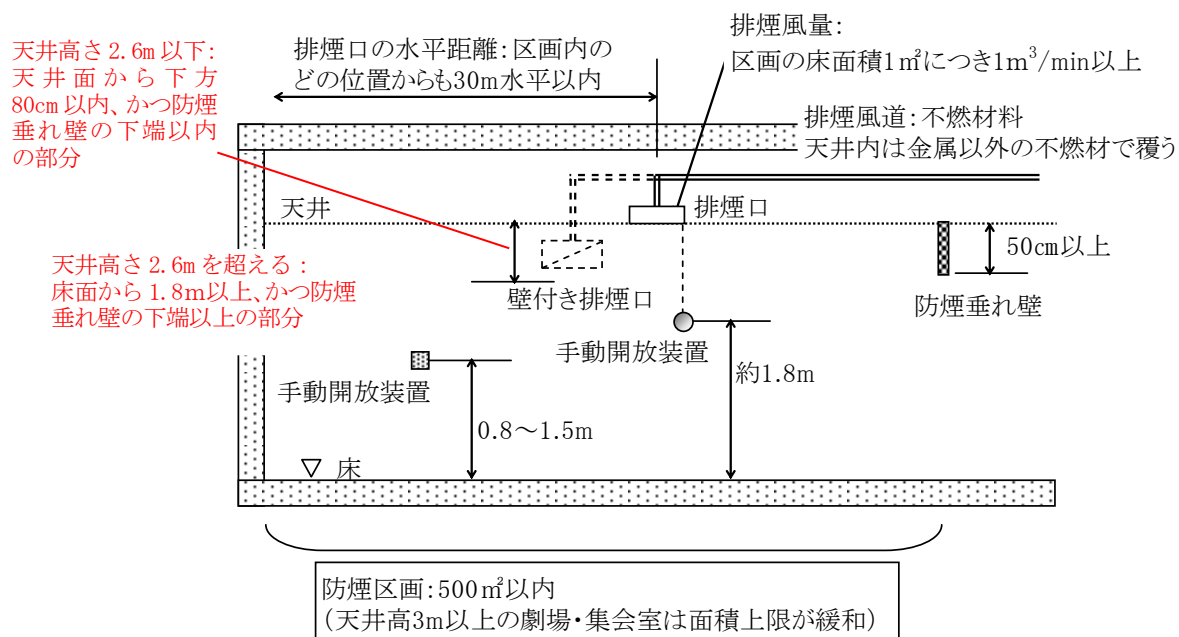 天井高さ2.6m以下:
天井面から下方
80cm以内、かつ防煙
垂れ壁の下端以内
の部分
排煙口の水平距離:区画内の
どの位置からも30m水平以内
排煙風量:
区画の床面積1㎡につき1m³/min以上
排煙風道:不燃材料
天井内は金属以外の不燃材で覆う
天井
排煙口
50cm以上
天井高さ2.6mを超える:
床面から1.8m以上、かつ防煙
垂れ壁の下端以上の部分
壁付き排煙口
防煙垂れ壁
手動開放装置
約1.8m
手動開放装置
0.8～1.5m
▽ 床
防煙区画:500㎡以内
(天井高3m以上の劇場・集会室は面積上限が緩和)